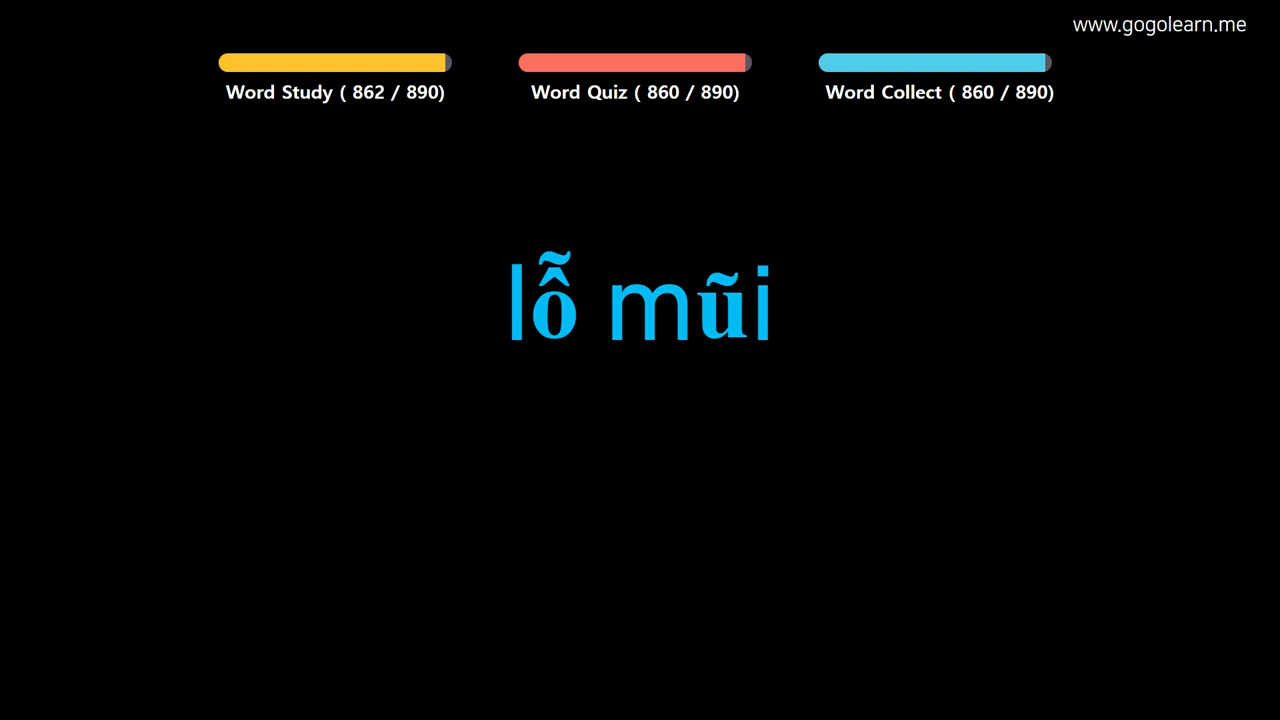 www.gogolearn.me
Word Study ( 862 / 890)
Word Quiz ( 860 / 890)
Word Collect ( 860 / 890)
lỗ mũi